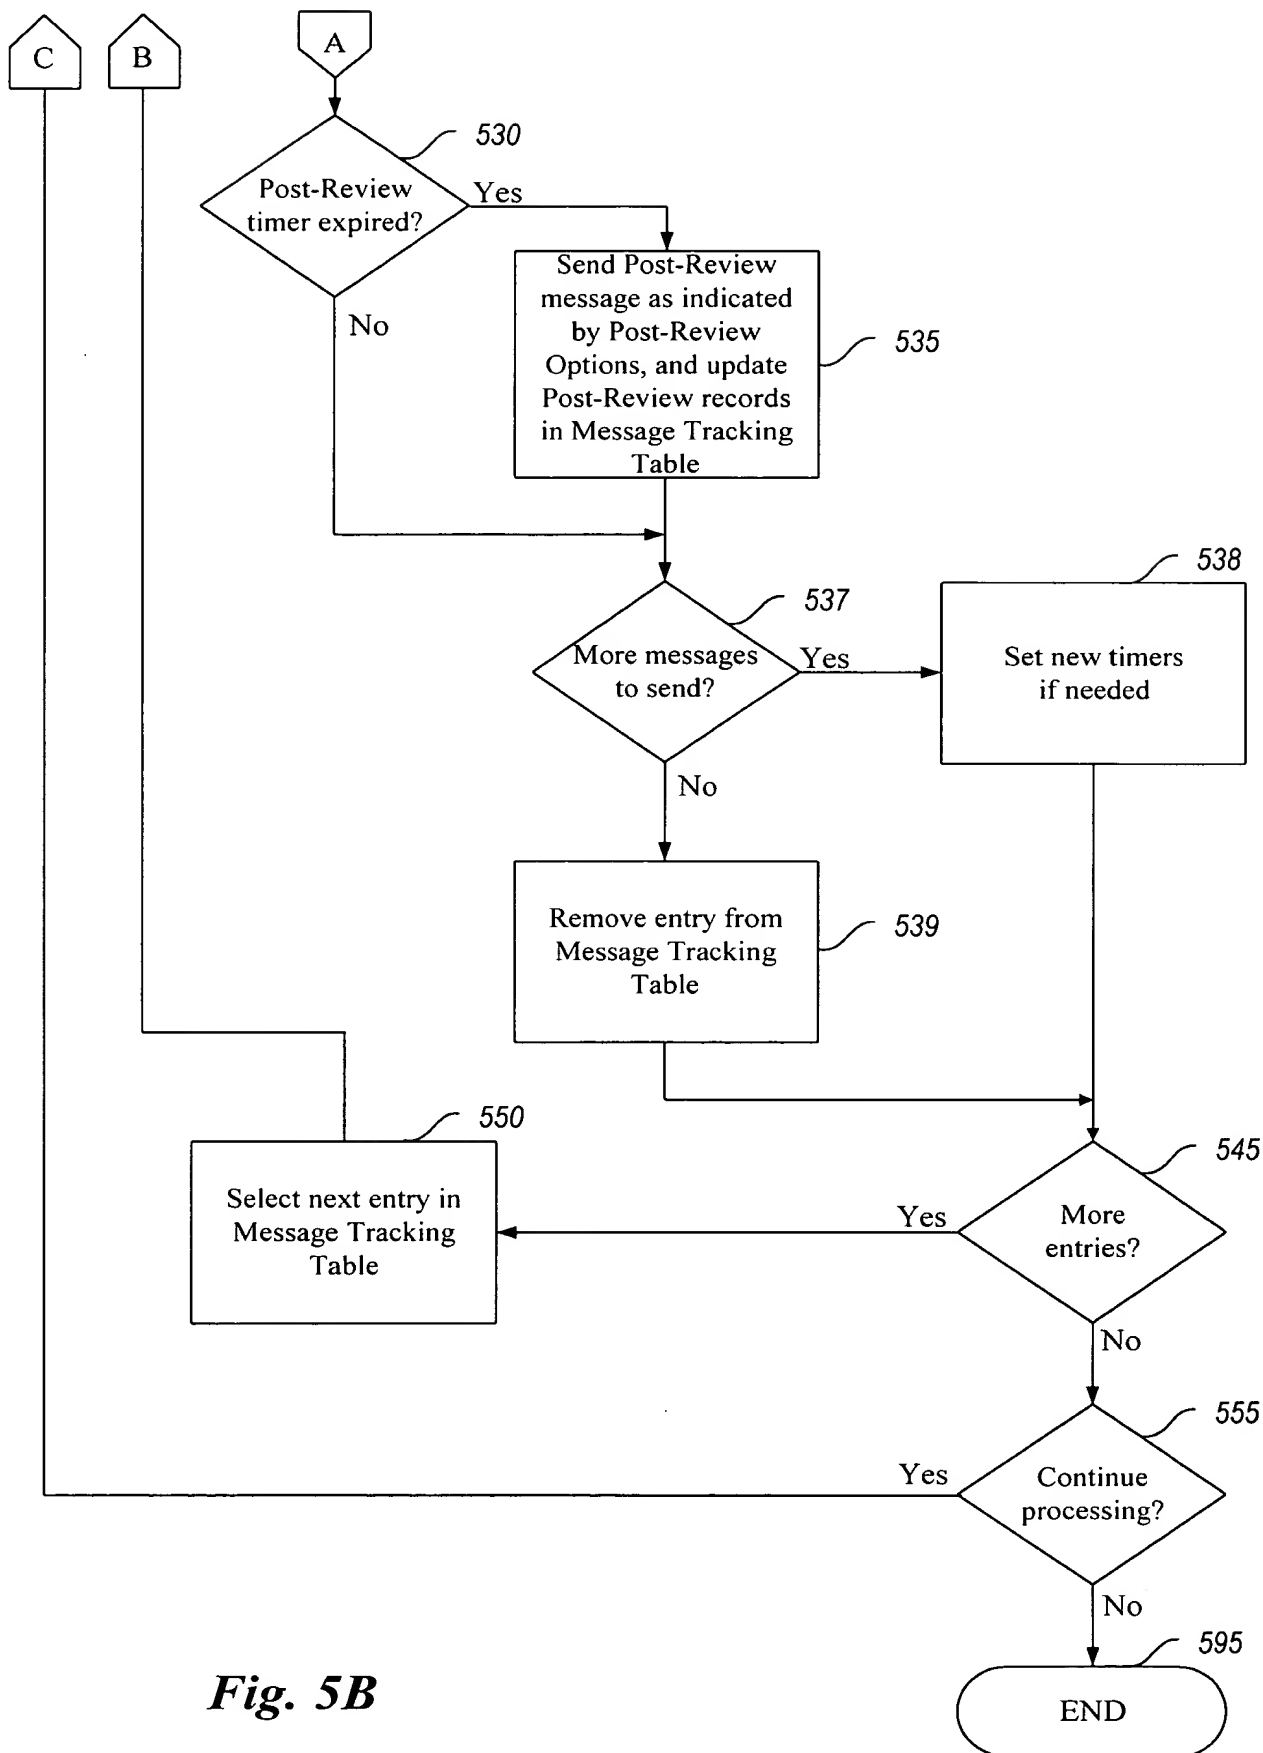 C
B
A
530
Post-Review
timer expired?
Yes
No
Send Post-Review
message as indicated
by Post-Review
Options, and update
Post-Review records
in Message Tracking
Table
535
537
More messages
to send?
Yes
538
Set new timers
if needed
No
Remove entry from
Message Tracking
Table
539
550
Select next entry in
Message Tracking
Table
545
More
entries?
Yes
No
555
Continue
processing?
Yes
No
595
END
Fig. 5B